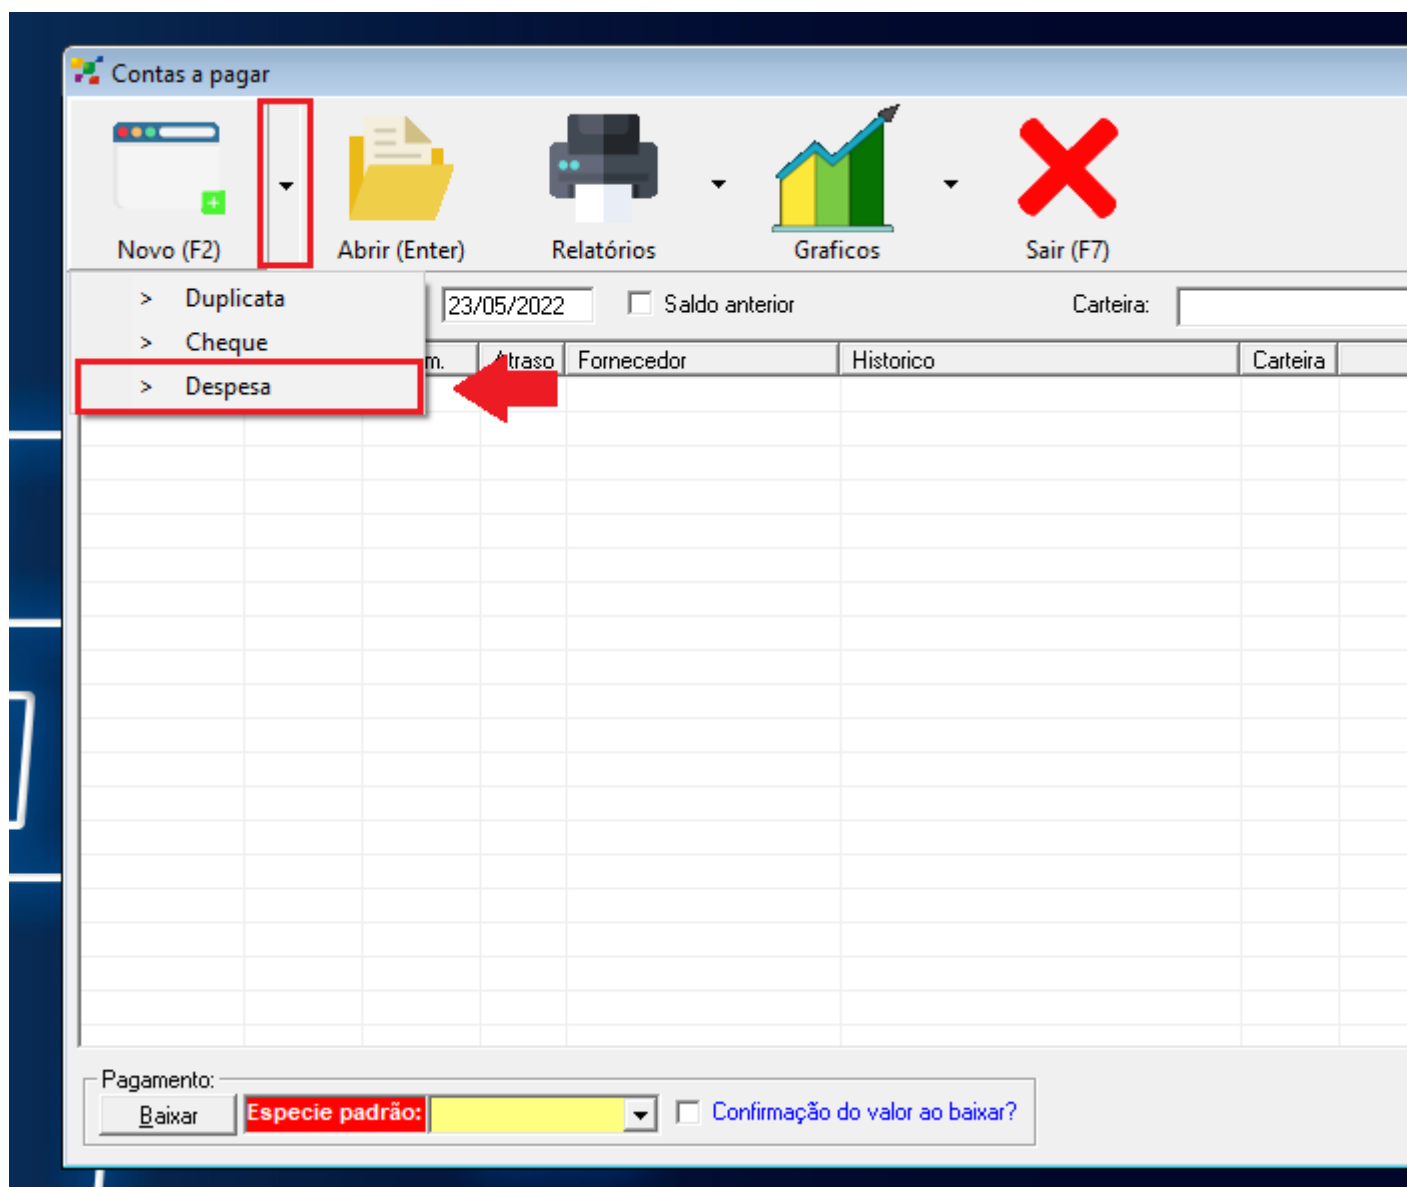 Contas a pagar
Novo (F2) Abrir (Enter) Relatórios Graficos Sair (F7)
> Duplicata
> Cheque
> Despesa
23/05/2022 Saldo anterior Carteira:
m. Atraso Fornecedor Historico Carteira
Pagamento:
Baixar Especie padrão: Confirmação do valor ao baixar?